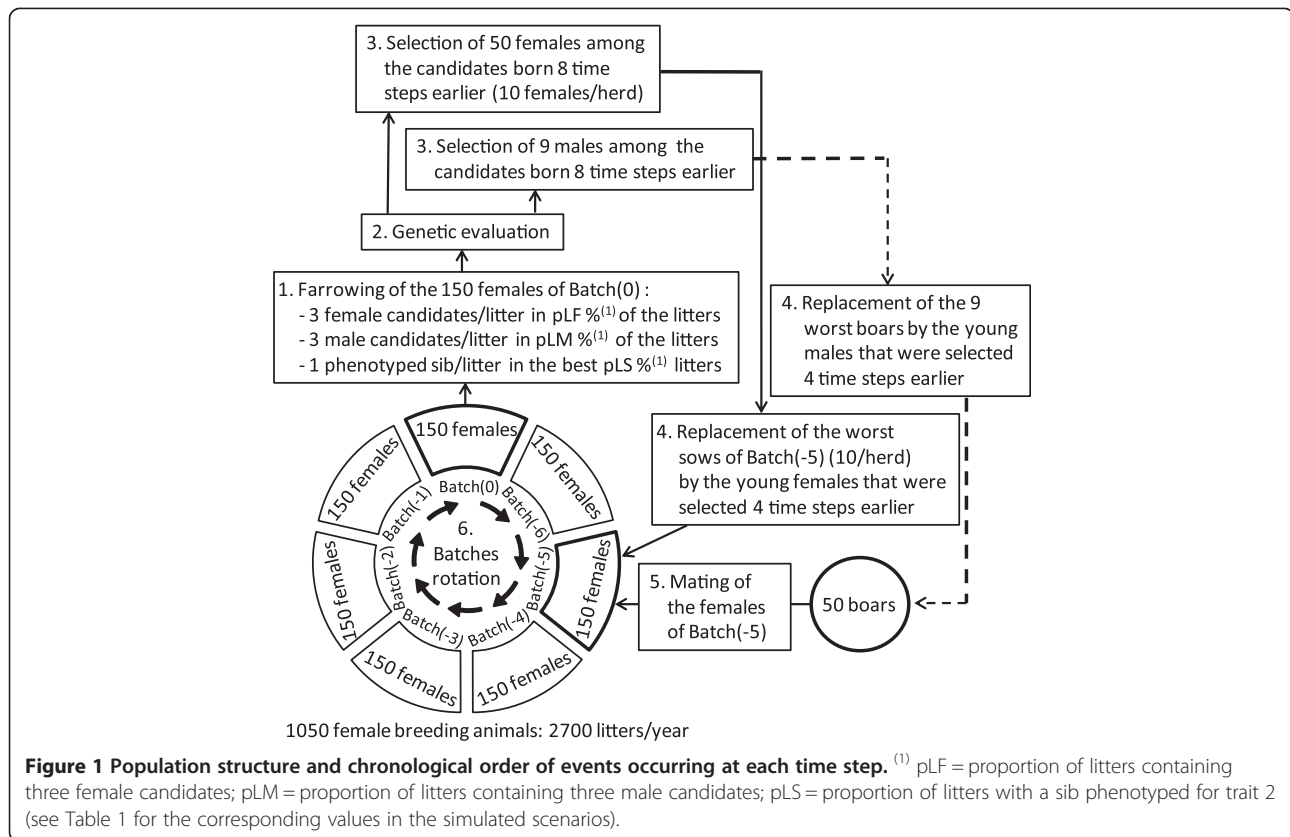 3. Selection of 50 females among
the candidates born 8 time
steps earlier (10 females/herd)
3. Selection of 9 males among the
candidates born 8 time steps earlier
2. Genetic evaluation
1. Farrowing of the 150 females of Batch(0) :
- 3 female candidates/litter in pLF %(1) of the litters
- 3 male candidates/litter in pLM %(1) of the litters
- 1 phenotyped sib/litter in the best pLS %(1) litters
4. Replacement of the 9
worst boars by the young
males that were selected
4 time steps earlier
4. Replacement of the worst
sows of Batch(-5) (10/herd)
by the young females that were
selected 4 time steps earlier
150 females
150 females
150 females
150 females
150 females
150 females
150 females
Batch(0)
Batch(-6)
Batch(-5)
Batch(-4)
Batch(-3)
Batch(-2)
Batch(-1)
6.
Batches
rotation
5. Mating of
the females
of Batch(-5)
50 boars
1050 female breeding animals: 2700 litters/year
Figure 1 Population structure and chronological order of events occurring at each time step. (1) pLF = proportion of litters containing
three female candidates; pLM = proportion of litters containing three male candidates; pLS = proportion of litters with a sib phenotyped for trait 2
(see Table 1 for the corresponding values in the simulated scenarios).